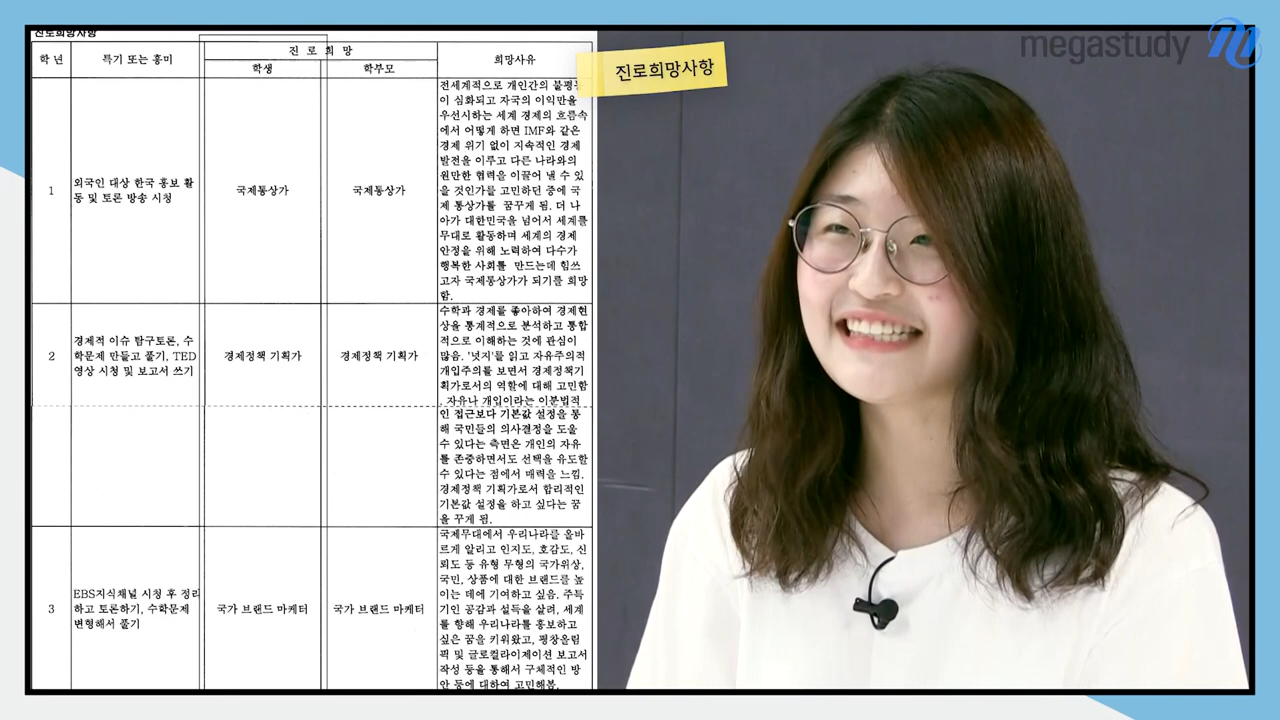 진로희망사항
megastudy
진로희망사항
학 년
특기 또는 흥미
진 로 희 망
학생
학부모
희망사유
1
외국인 대상 한국 홍보 활
동 및 토론 방송 시청
국제통상가
국제통상가
전세계적으로 개인간의 불평등
이 심화되고 자국의 이익만을
우선시하는 세계 경제의 흐름속
에서 어떻게 하면 IMF와 같은
경제 위기 없이 지속적인 경제
발전을 이루고 다른 나라와의
원만한 협력을 이끌어 낼 수 있
을 것인가를 고민하던 중에 국
제 통상가를 꿈꾸게 됨. 더 나
아가 대한민국을 넘어서 세계를
무대로 활동하며 세계의 경제
안정을 위해 노력하여 다수가
행복한 사회를 만드는데 힘쓰
고자 국제통상가가 되기를 희망
함.
2
경제적 이슈 탐구토론, 수
학문제 만들고 풀기, TED
영상 시청 및 보고서 쓰기
경제정책 기획가
경제정책 기획가
수학과 경제를 좋아하여 경제현
상을 통계적으로 분석하고 통합
적으로 이해하는 것에 관심이
많음. '넛지'를 읽고 자유주의적
개입주의를 보면서 경제정책기
획가로서의 역할에 대해 고민함
. 자유나 개입이라는 이분법적
인 접근보다 기본값 설정을 통
해 국민들의 의사결정을 도울
수 있다는 측면은 개인의 자유
를 존중하면서도 선택을 유도할
수 있다는 점에서 매력을 느낌.
경제정책 기획가로서 합리적인
기본값 설정을 하고 싶다는 꿈
을 꾸게 됨.
3
EBS지식채널 시청 후 정리
하고 토론하기, 수학문제
변형해서 풀기
국가 브랜드 마케터
국가 브랜드 마케터
국제무대에서 우리나라를 올바
르게 알리고 인지도, 호감도, 신
뢰도 등 유형 무형의 국가위상,
국민, 상품에 대한 브랜드를 높
이는 데에 기여하고 싶음. 주특
기인 공감과 설득을 살려, 세계
를 향해 우리나라를 홍보하고
싶은 꿈을 키워왔고, 평창올림
픽 및 글로컬라이제이션 보고서
작성 등을 통해서 구체적인 방
안 등에 대하여 고민해봄.